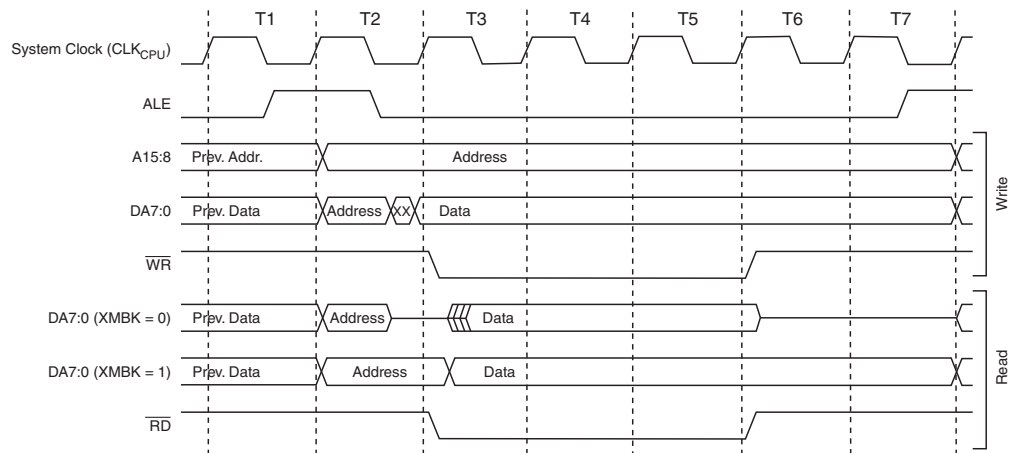 T1 T2 T3 T4 T5 T6 T7
System Clock (CLKCPU)
ALE
A15:8 Prev. Addr. Address
DA7:0 Prev. Data Address XX Data
WR
Write
DA7:0 (XMBK = 0) Prev. Data Address Data
DA7:0 (XMBK = 1) Prev. Data Address Data
RD
Read